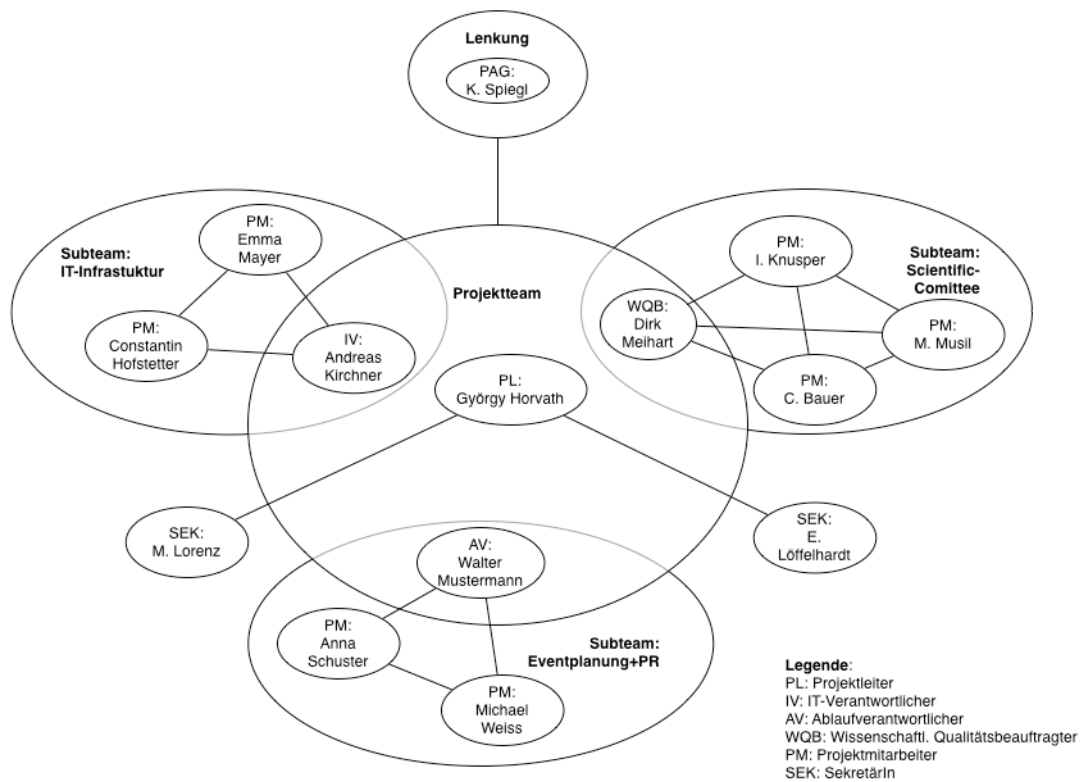 Lenkung
PAG:
K. Spiegl
PM:
Emma
Mayer
Subteam:
IT-Infrastuktur
PM:
Constantin
Hofstetter
IV:
Andreas
Kirchner
Projektteam
PL:
György Horvath
PM:
I. Knusper
Subteam:
Scientific-
Comittee
WQB:
Dirk
Meihart
PM:
M. Musil
PM:
C. Bauer
SEK:
M. Lorenz
SEK:
E.
Löffelhardt
AV:
Walter
Mustermann
PM:
Anna
Schuster
PM:
Michael
Weiss
Subteam:
Eventplanung+PR
Legende:
PL: Projektleiter
IV: IT-Verantwortlicher
AV: Ablaufverantwortlicher
WQB: Wissenschaftl. Qualitätsbeauftragter
PM: Projektmitarbeiter
SEK: SekretärIn